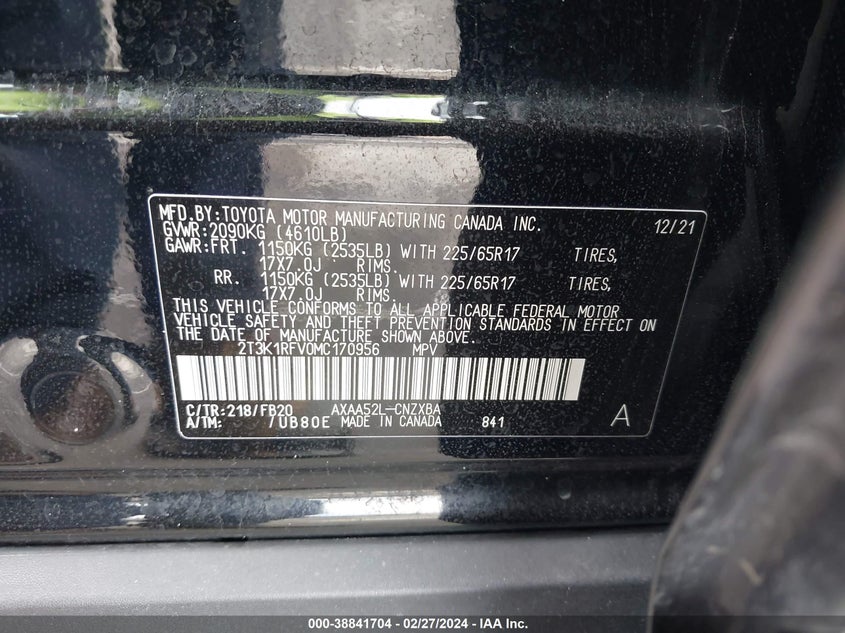 MFD.BY:TOYOTA MOTOR MANUFACTURING CANADA INC. 12/21
GVWR:2090KG (4610LB)
GAWR:FRT. 1150KG (2535LB) WITH 225/65R17 TIRES,
17X7.0J RIMS.
RR. 1150KG (2535LB) WITH 225/65R17 TIRES,
17X7.0J RIMS.
THIS VEHICLE CONFORMS TO ALL APPLICABLE FEDERAL MOTOR
VEHICLE SAFETY AND THEFT PREVENTION STANDARDS IN EFFECT ON
THE DATE OF MANUFACTURE SHOWN ABOVE.
2T3K1RFV0MC170956 MPV
C/TR:218/FB20 AXAA52L-CNZXBA
A/TM: /UB80E MADE IN CANADA 841 A
000-38841704 - 02/27/2024 - IAA Inc.